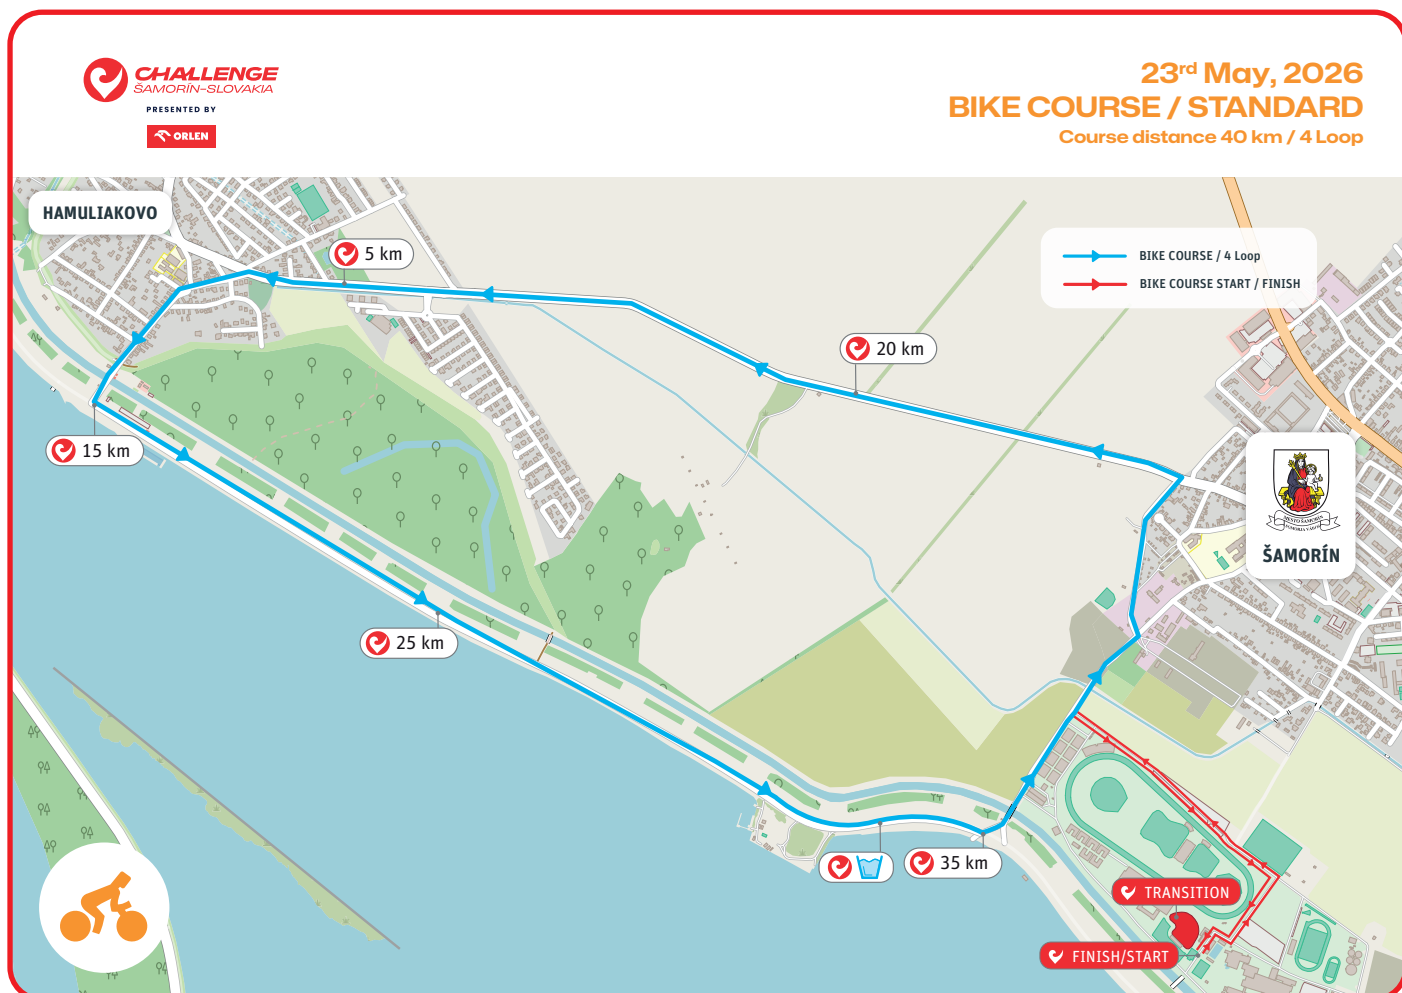 CHALLENGE
ŠAMORÍN-SLOVAKIA
PRESENTED BY
ORLEN
23rd May, 2026
BIKE COURSE / STANDARD
Course distance 40 km / 4 Loop
HAMULIAKOVO
5 km
BIKE COURSE / 4 Loop
BIKE COURSE START / FINISH
20 km
15 km
MESTO ŠAMORÍN
ŠAMORÍN
25 km
35 km
TRANSITION
FINISH/START